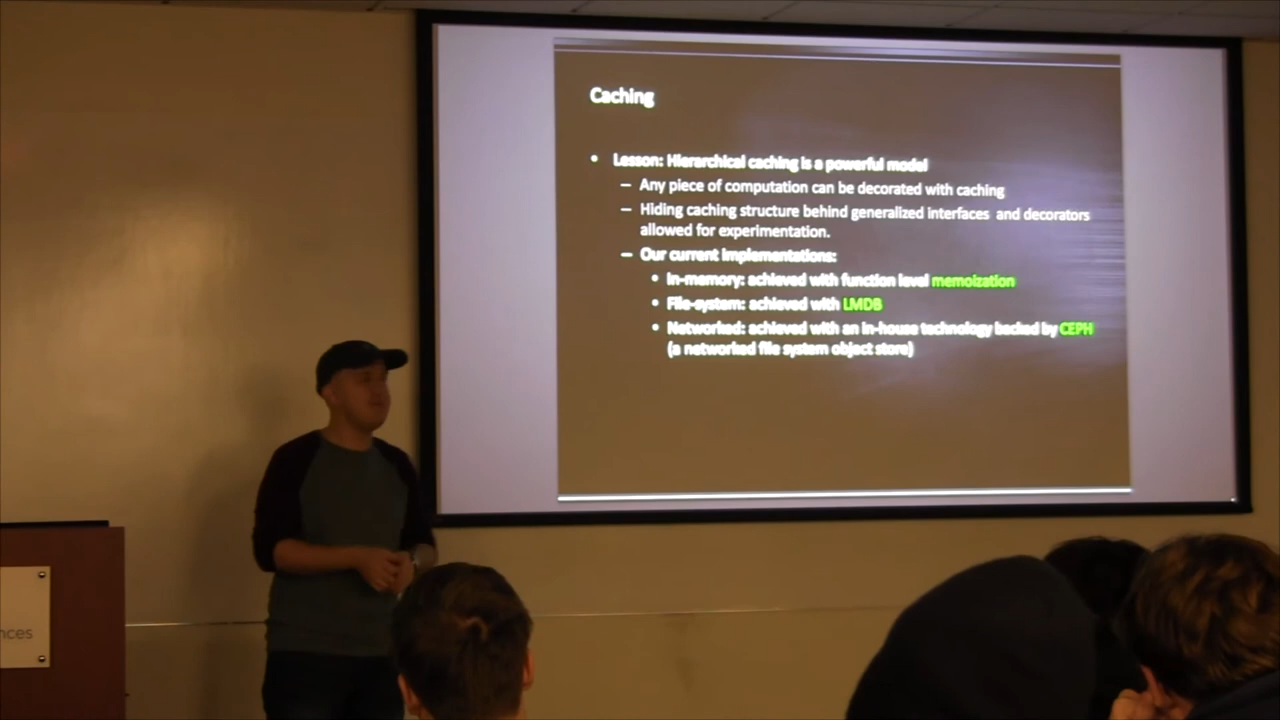 Caching
• Lesson: Hierarchical caching is a powerful model
– Any piece of computation can be decorated with caching
– Hiding caching structure behind generalized interfaces and decorators
allowed for experimentation.
– Our current implementations:
• In-memory: achieved with function level memoization
• File-system: achieved with LMDB
• Networked: achieved with an in-house technology backed by CEPH
(a networked file system object store)
nces